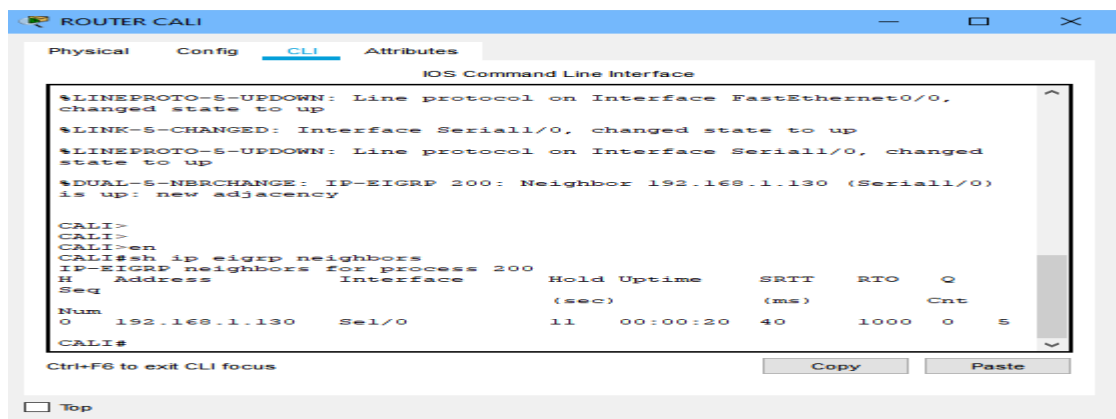 ROUTER CALI
Physical Config CLI Attributes
IOS Command Line Interface
%LINEPROTO-5-UPDOWN: Line protocol on Interface FastEthernet0/0,
changed state to up
%LINK-5-CHANGED: Interface Serial1/0, changed state to up
%LINEPROTO-5-UPDOWN: Line protocol on Interface Serial1/0, changed
state to up
%DUAL-5-NBRCHANGE: IP-EIGRP 200: Neighbor 192.168.1.130 (Serial1/0)
is up: new adjacency
CALI>
CALI>
CALI>en
CALI#sh ip eigrp neighbors
IP-EIGRP neighbors for process 200
H Address Interface Hold Uptime SRTT RTO Q
Seq
(sec) (ms) Cnt
Num
0 192.168.1.130 Se1/0 11 00:00:20 40 1000 0 5
CALI#
Ctrl+F6 to exit CLI focus Copy Paste
Top